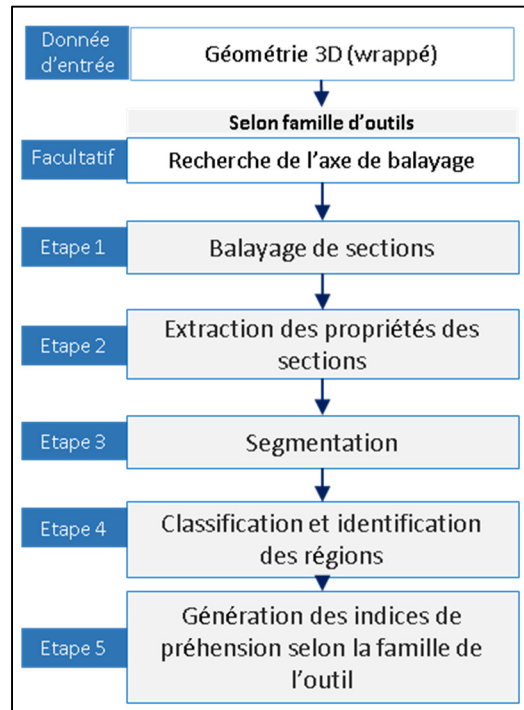 Donnée
d'entrée
Géométrie 3D (wrappé)
Selon famille d'outils
Facultatif
Recherche de l'axe de balayage
Etape 1
Balayage de sections
Etape 2
Extraction des propriétés des
sections
Etape 3
Segmentation
Etape 4
Classification et identification
des régions
Etape 5
Génération des indices de
préhension selon la famille de
l'outil